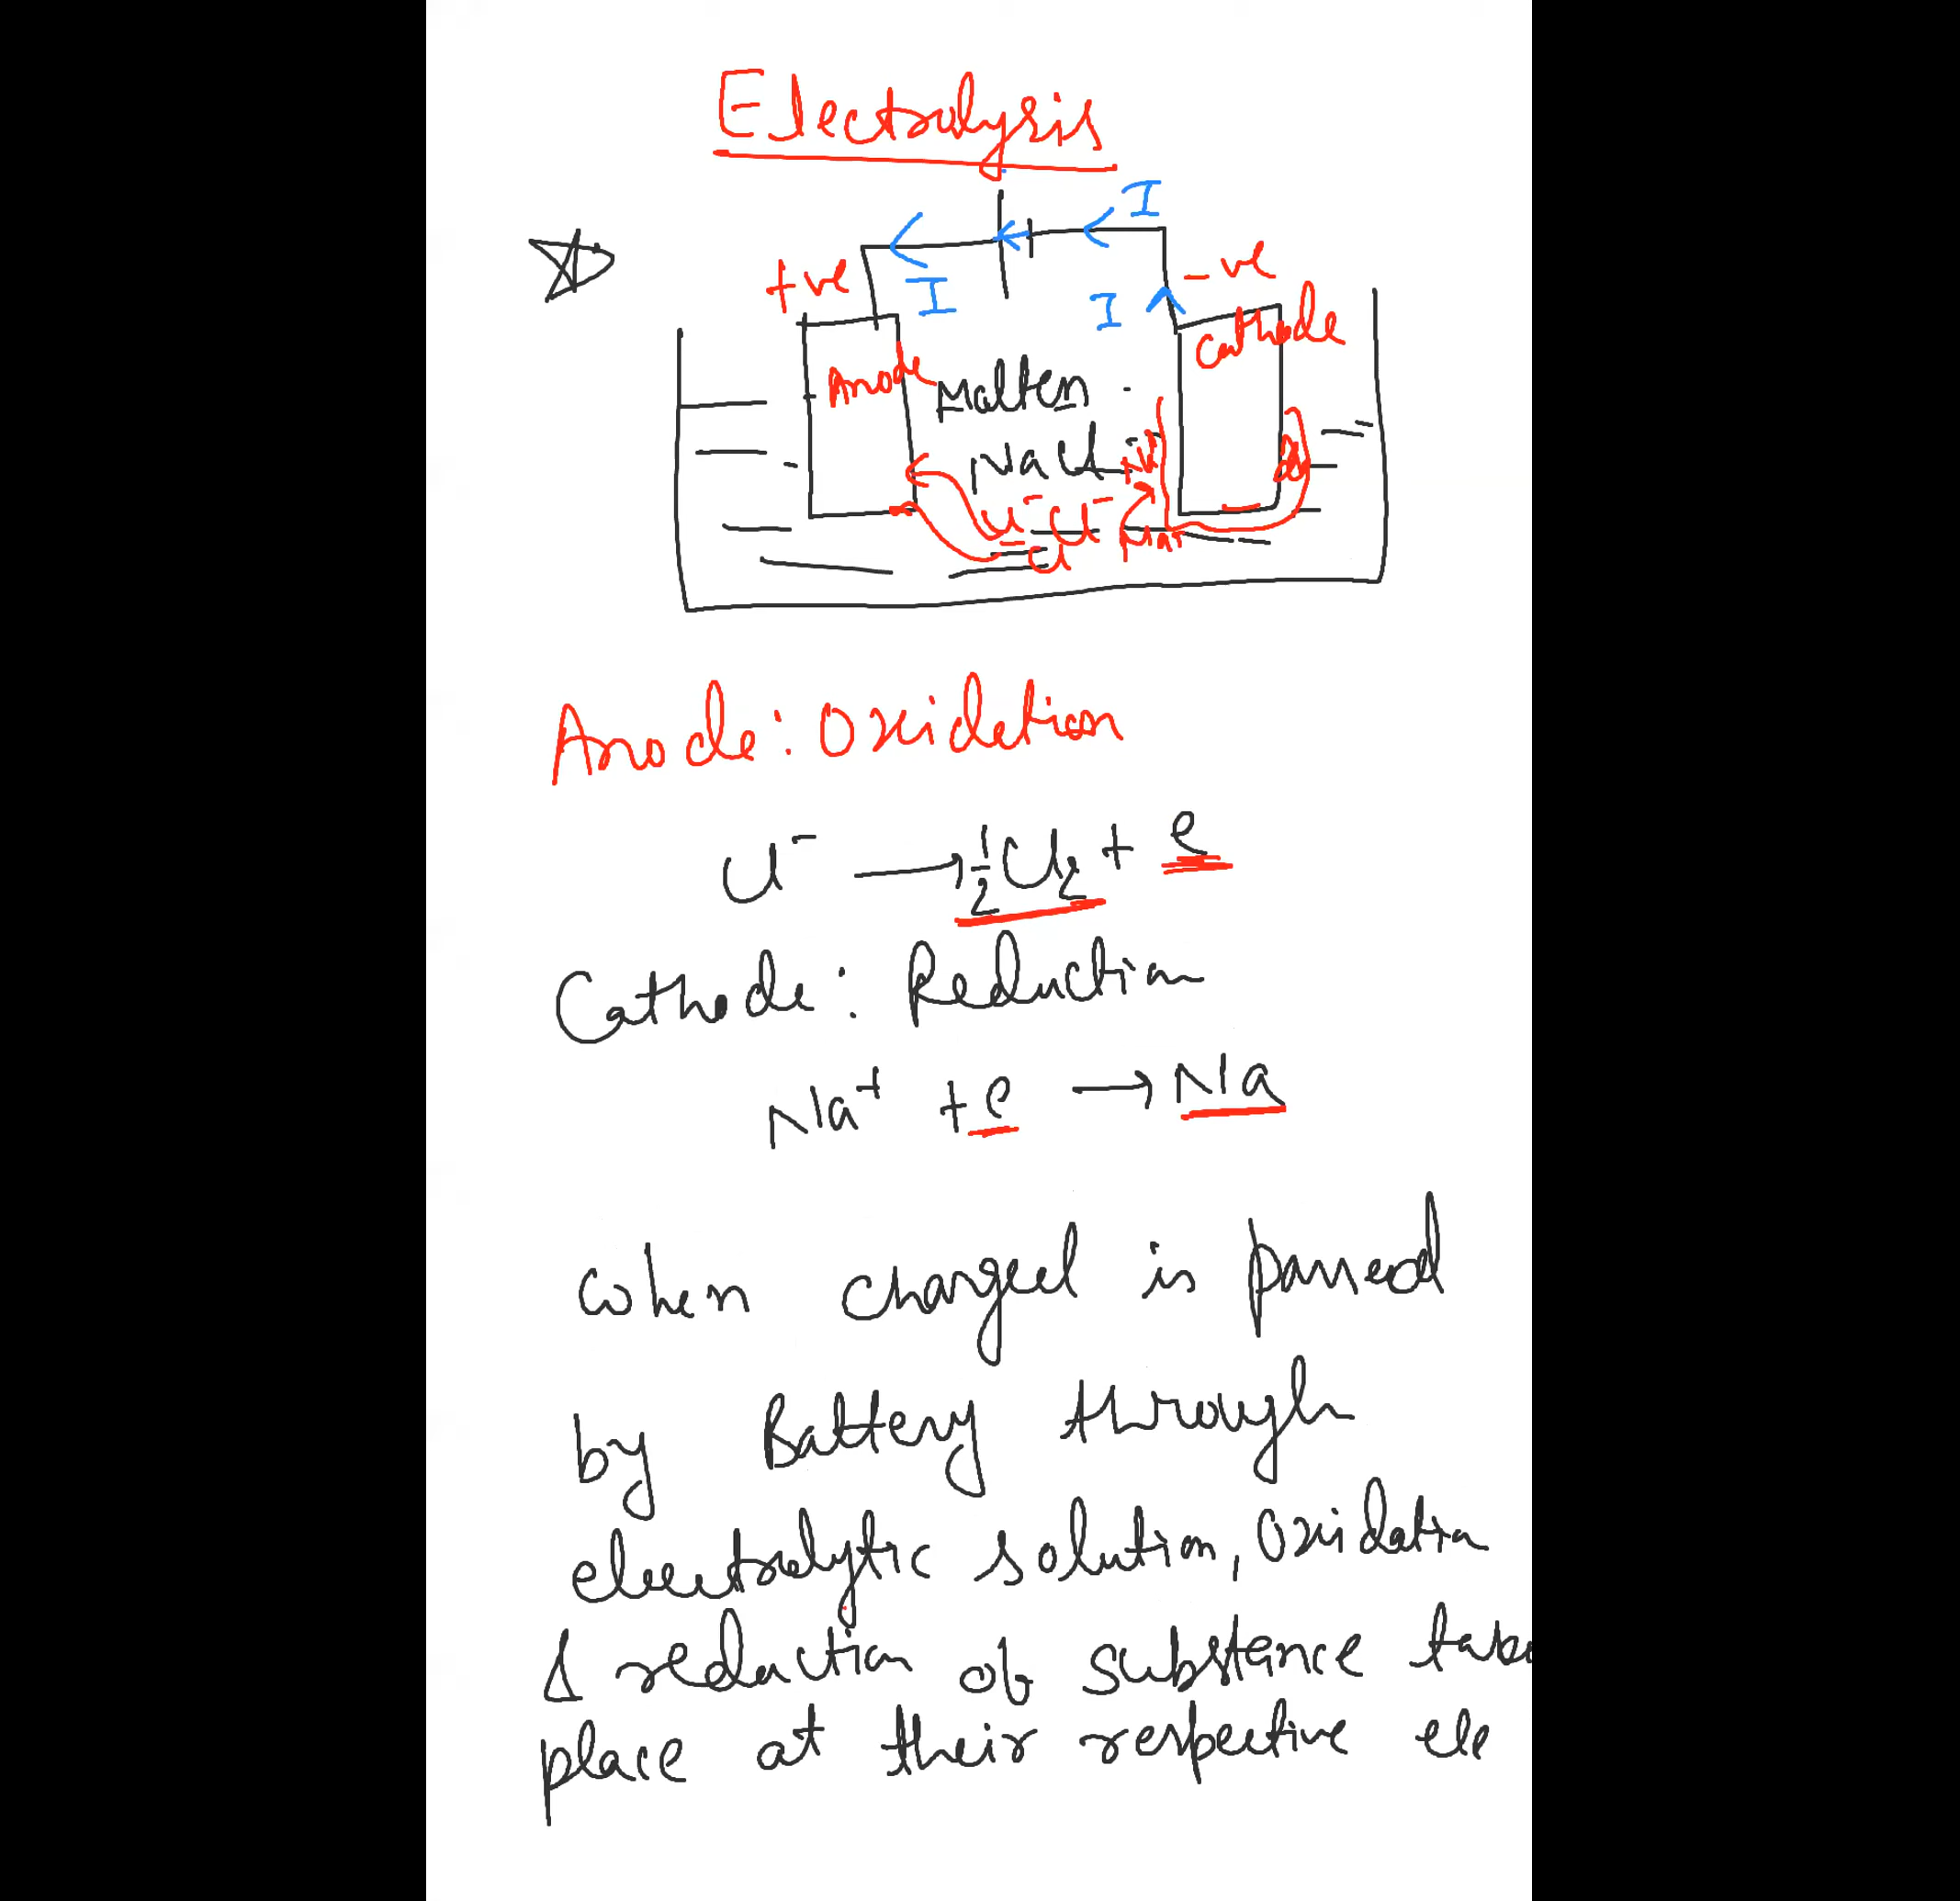 Electrolysis
I
+ve
- ve
I
I
Cathode
Anode
Molten
NaCl
Cl⁻ Cl⁻
Na⁺
Cl
Anode: Oxidation
Cl⁻ → ½Cl₂ + e
Cathode: Reduction
Na⁺ + e → Na
When charged is passed
by Battery through
electrolytic solution, Oxidation
& reduction of substance take
place at their respective ele